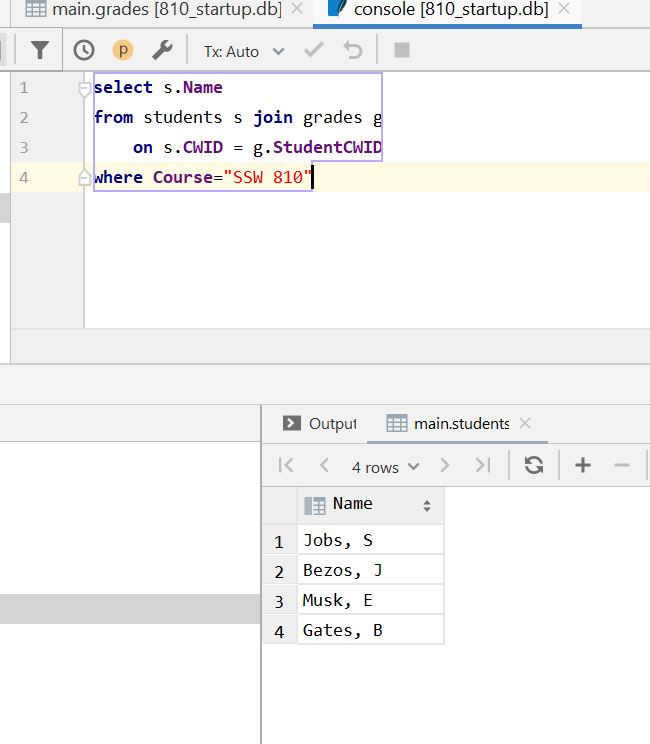 main.grades [810_startup.db]
console [810_startup.db]
p
Tx: Auto
1 select s.Name
2 from students s join grades g
3 on s.CWID = g.StudentCWID
4 where Course="SSW 810"
Output
main.students
4 rows
Name
1 Jobs, S
2 Bezos, J
3 Musk, E
4 Gates, B